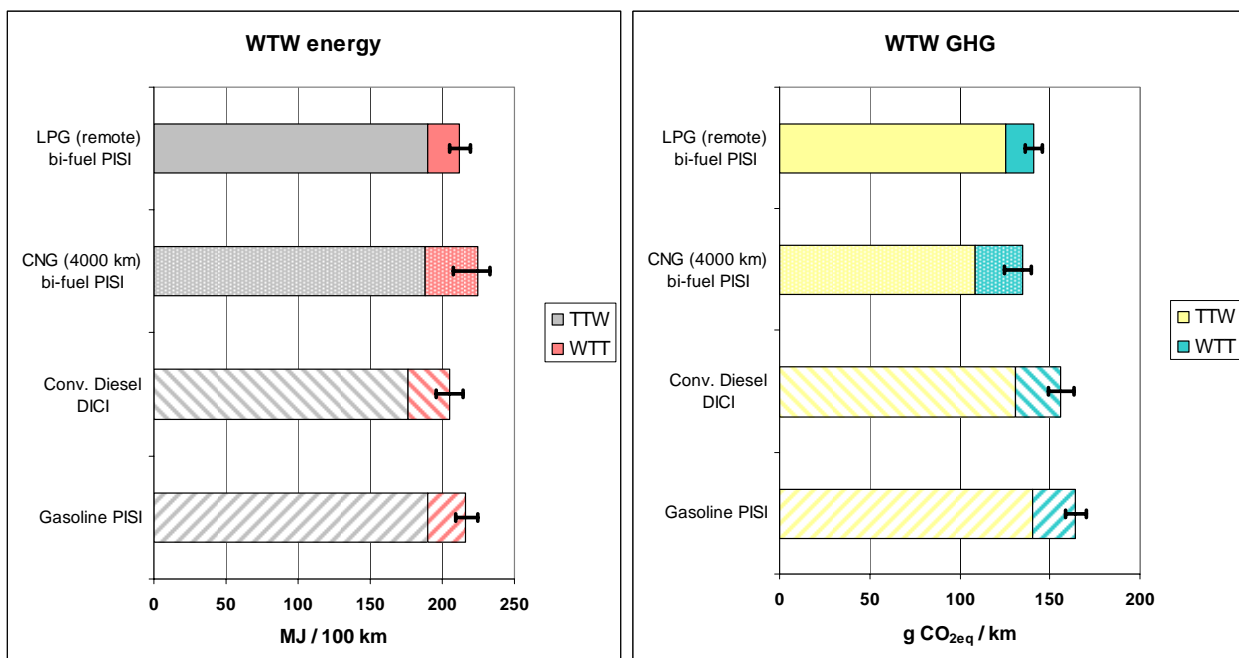 WTW energy
LPG (remote)
bi-fuel PISI
CNG (4000 km)
bi-fuel PISI
Conv. Diesel
DICI
Gasoline PISI
0 50 100 150 200 250
MJ / 100 km
TTW
WTT
WTW GHG
LPG (remote)
bi-fuel PISI
CNG (4000 km)
bi-fuel PISI
Conv. Diesel
DICI
Gasoline PISI
0 50 100 150 200
g CO2eq / km
TTW
WTT